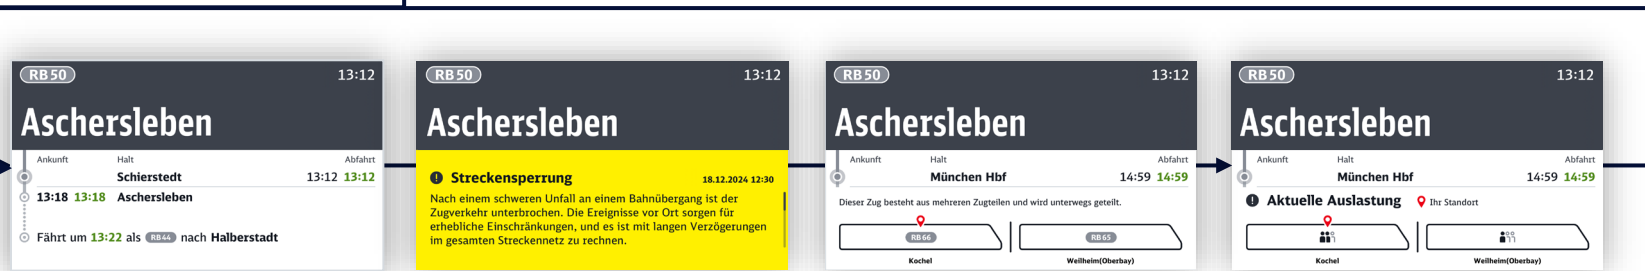 RB 50 13:12
Aschersleben
Ankunft Halt Abfahrt
Schierstedt 13:12 13:12
13:18 13:18 Aschersleben
Fährt um 13:22 als RB44 nach Halberstadt
RB 50 13:12
Aschersleben
Streckensperrung 18.12.2024 12:30
Nach einem schweren Unfall an einem Bahnübergang ist der
Zugverkehr unterbrochen. Die Ereignisse vor Ort sorgen für
erhebliche Einschränkungen, und es ist mit langen Verzögerungen
im gesamten Streckennetz zu rechnen.
RB 50 13:12
Aschersleben
Ankunft Halt Abfahrt
München Hbf 14:59 14:59
Dieser Zug besteht aus mehreren Zugteilen und wird unterwegs geteilt.
RB 66 RB 65
Kochel Weilheim(Oberbay)
RB 50 13:12
Aschersleben
Ankunft Halt Abfahrt
München Hbf 14:59 14:59
Aktuelle Auslastung Ihr Standort
Kochel Weilheim(Oberbay)